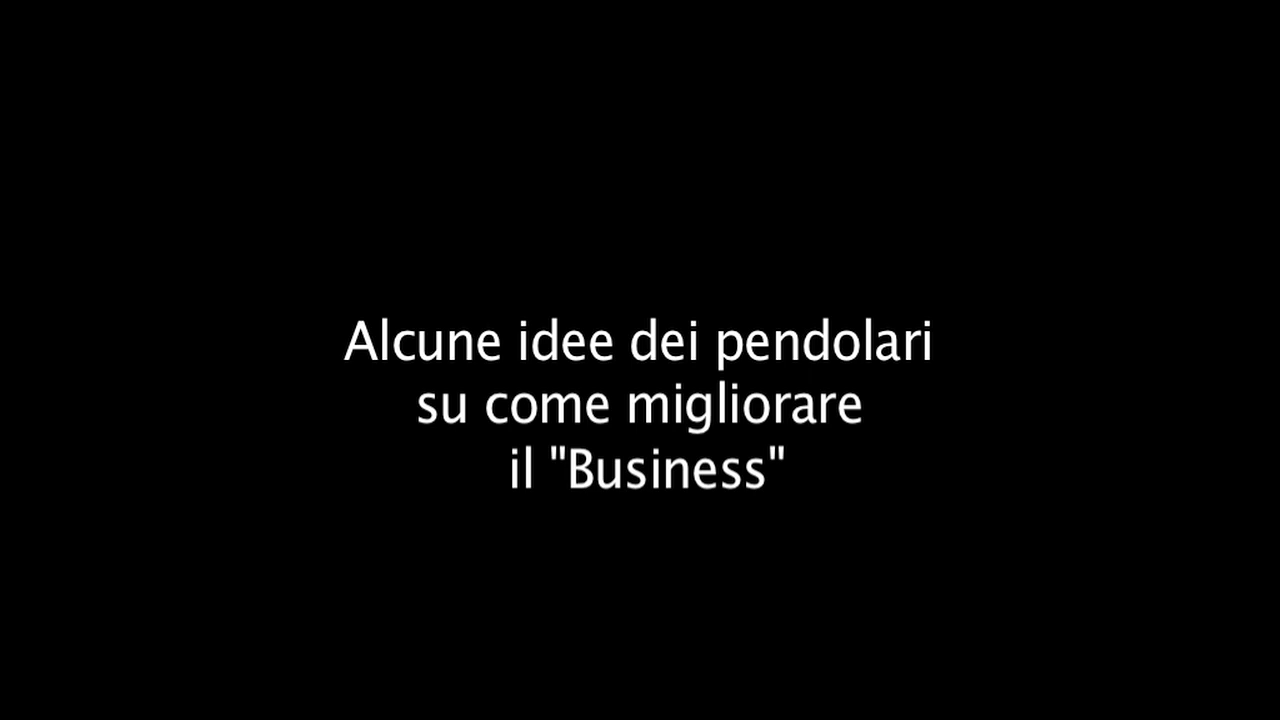 Alcune idee dei pendolari
su come migliorare
il "Business"